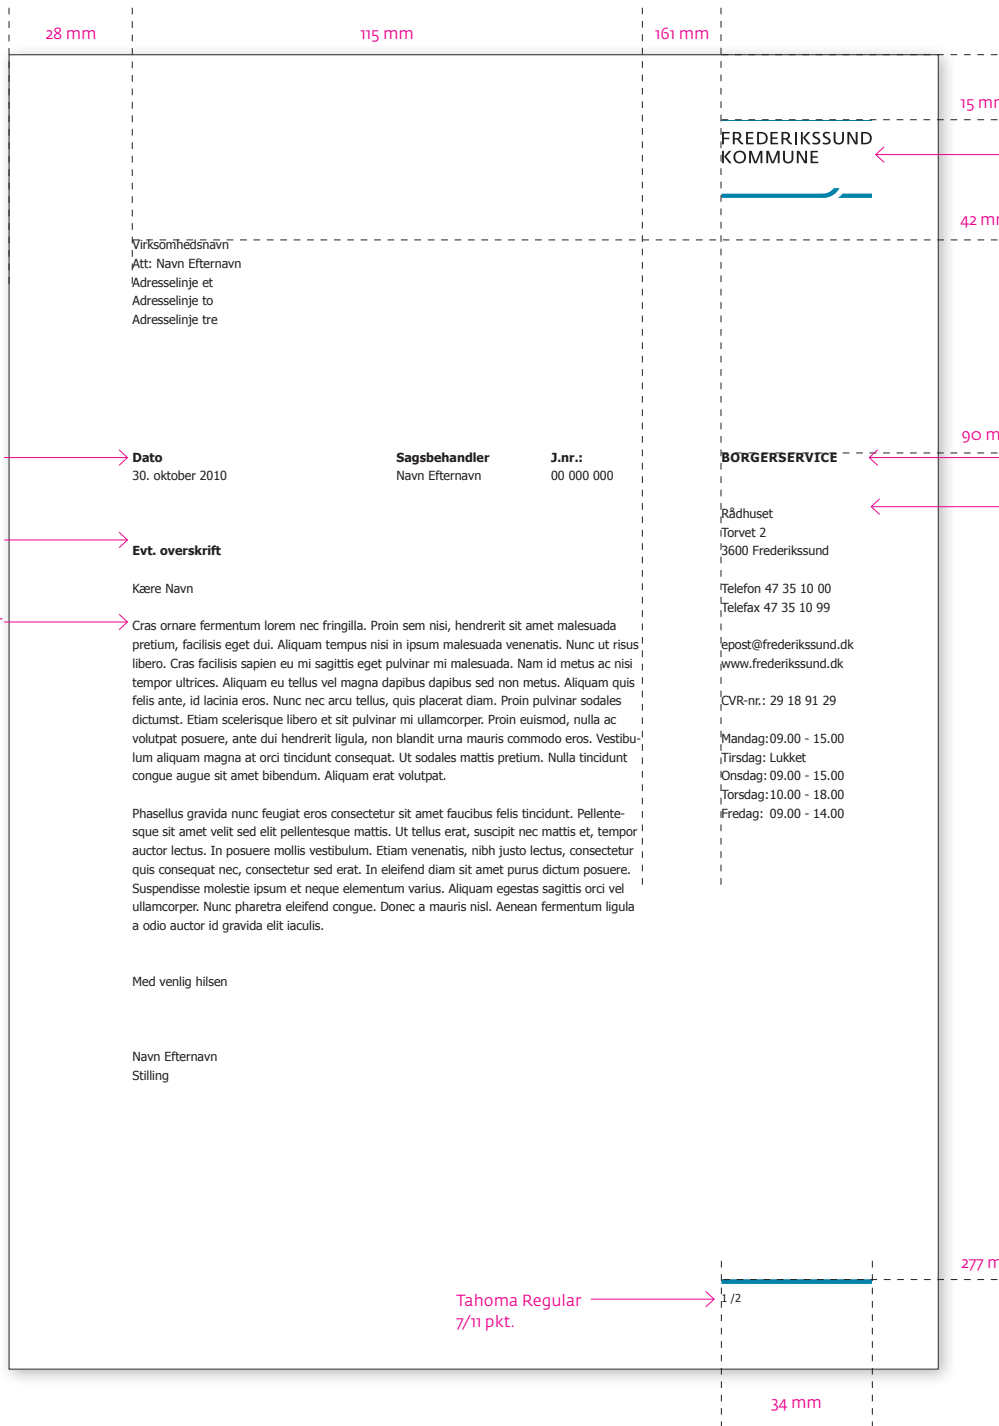 28 mm
115 mm
161 mm
15 mm
FREDERIKSSUND
KOMMUNE
42 mm
Virksomhedsnavn
Att: Navn Efternavn
Adresselinje et
Adresselinje to
Adresselinje tre
90 m
Dato
30. oktober 2010
Sagsbehandler
Navn Efternavn
J.nr.:
00 000 000
BORGERSERVICE
Rådhuset
Torvet 2
3600 Frederikssund
Telefon 47 35 10 00
Telefax 47 35 10 99
epost@frederikssund.dk
www.frederikssund.dk
CVR-nr.: 29 18 91 29
Mandag:09.00 - 15.00
Tirsdag: Lukket
Onsdag: 09.00 - 15.00
Torsdag:10.00 - 18.00
Fredag: 09.00 - 14.00
Evt. overskrift
Kære Navn
Cras ornare fermentum lorem nec fringilla. Proin sem nisi, hendrerit sit amet malesuada
pretium, facilisis eget dui. Aliquam tempus nisi in ipsum malesuada venenatis. Nunc ut risus
libero. Cras facilisis sapien eu mi sagittis eget pulvinar mi malesuada. Nam id metus ac nisi
tempor ultrices. Aliquam eu tellus vel magna dapibus dapibus sed non metus. Aliquam quis
felis ante, id lacinia eros. Nunc nec arcu tellus, quis placerat diam. Proin pulvinar sodales
dictumst. Etiam scelerisque libero et sit pulvinar mi ullamcorper. Proin euismod, nulla ac
volutpat posuere, ante dui hendrerit ligula, non blandit urna mauris commodo eros. Vestibu-
lum aliquam magna at orci tincidunt consequat. Ut sodales mattis pretium. Nulla tincidunt
congue augue sit amet bibendum. Aliquam erat volutpat.
Phasellus gravida nunc feugiat eros consectetur sit amet faucibus felis tincidunt. Pellente-
sque sit amet velit sed elit pellentesque mattis. Ut tellus erat, suscipit nec mattis et, tempor
auctor lectus. In posuere mollis vestibulum. Etiam venenatis, nibh justo lectus, consectetur
quis consequat nec, consectetur sed erat. In eleifend diam sit amet purus dictum posuere.
Suspendisse molestie ipsum et neque elementum varius. Aliquam egestas sagittis orci vel
ullamcorper. Nunc pharetra eleifend congue. Donec a mauris nisl. Aenean fermentum ligula
a odio auctor id gravida elit iaculis.
Med venlig hilsen
Navn Efternavn
Stilling
277 m
Tahoma Regular
7/11 pkt.
1 /2
34 mm